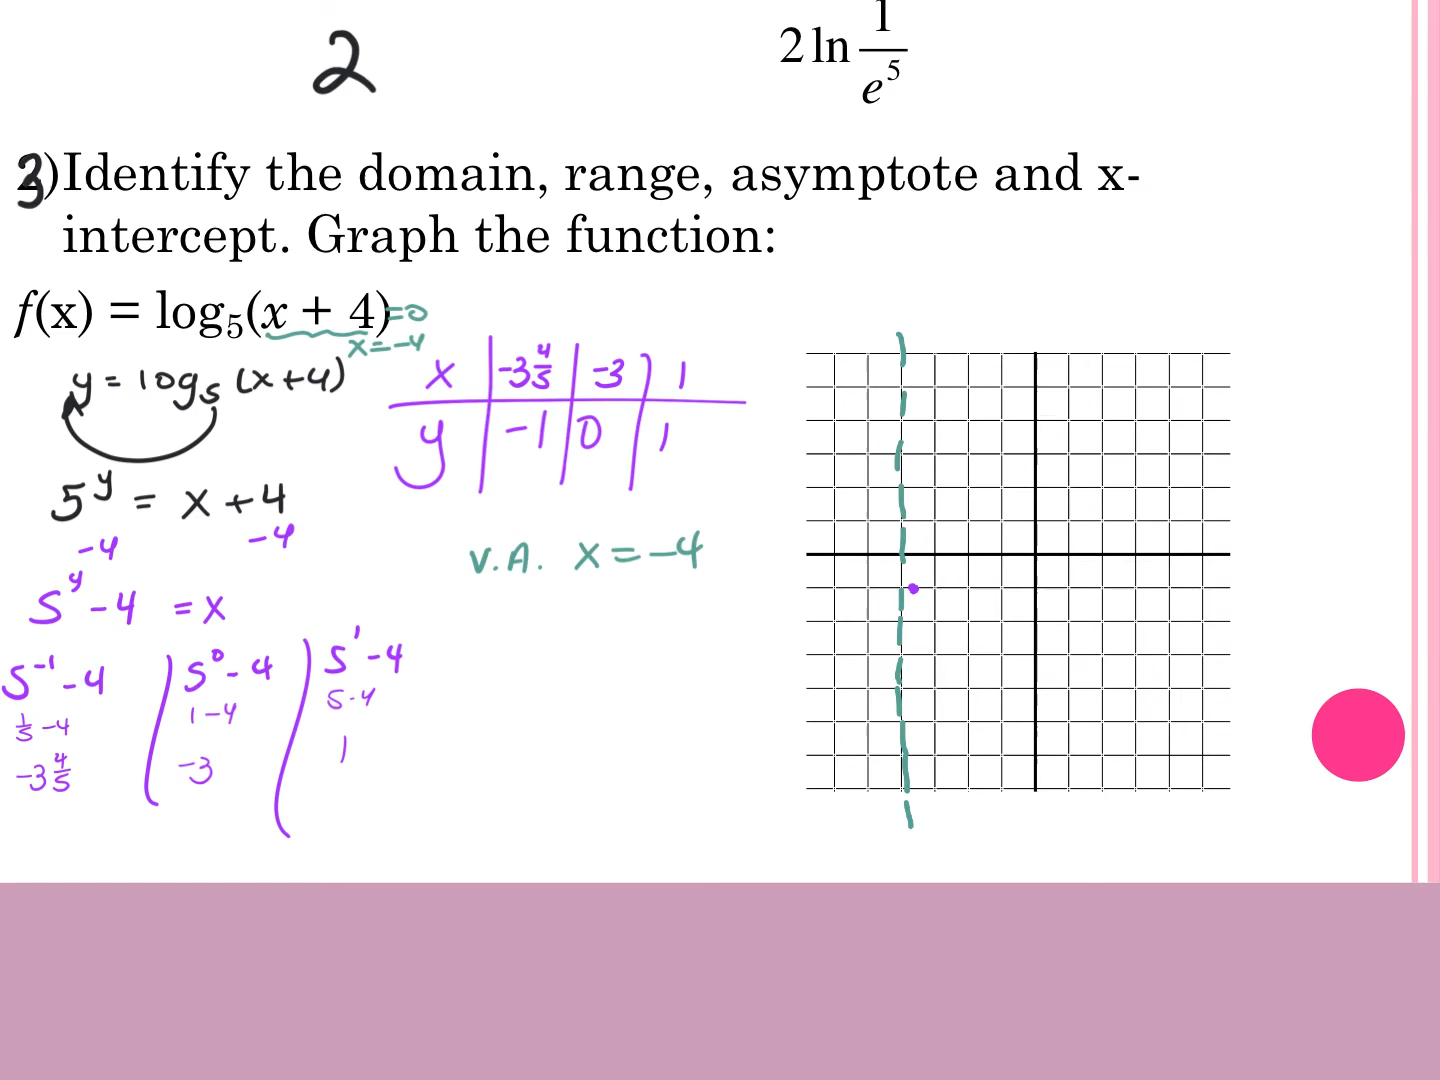 2
2 ln 1/e^5
3) Identify the domain, range, asymptote and x-
intercept. Graph the function:
f(x) = log₅(x + 4) = 0
x = -4
y = log₅ (x+4)
x | -3 4/5 | -3 | 1
y | -1 | 0 | 1
5^y = x + 4
-4 -4
V.A. x = -4
5^y - 4 = x
5^-1 - 4 | 5^0 - 4 | 5^1 - 4
1/5 - 4 1 - 4 5 - 4
-3 4/5 -3 1